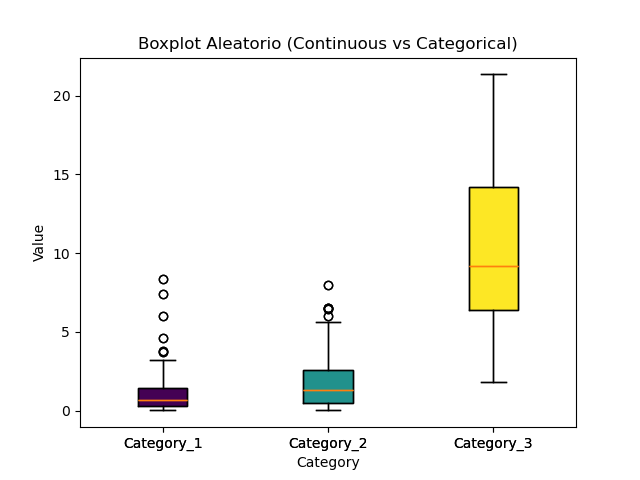 Boxplot Aleatorio (Continuous vs Categorical)
20
15
10
5
0
Value
Category_1 Category_2 Category_3
Category